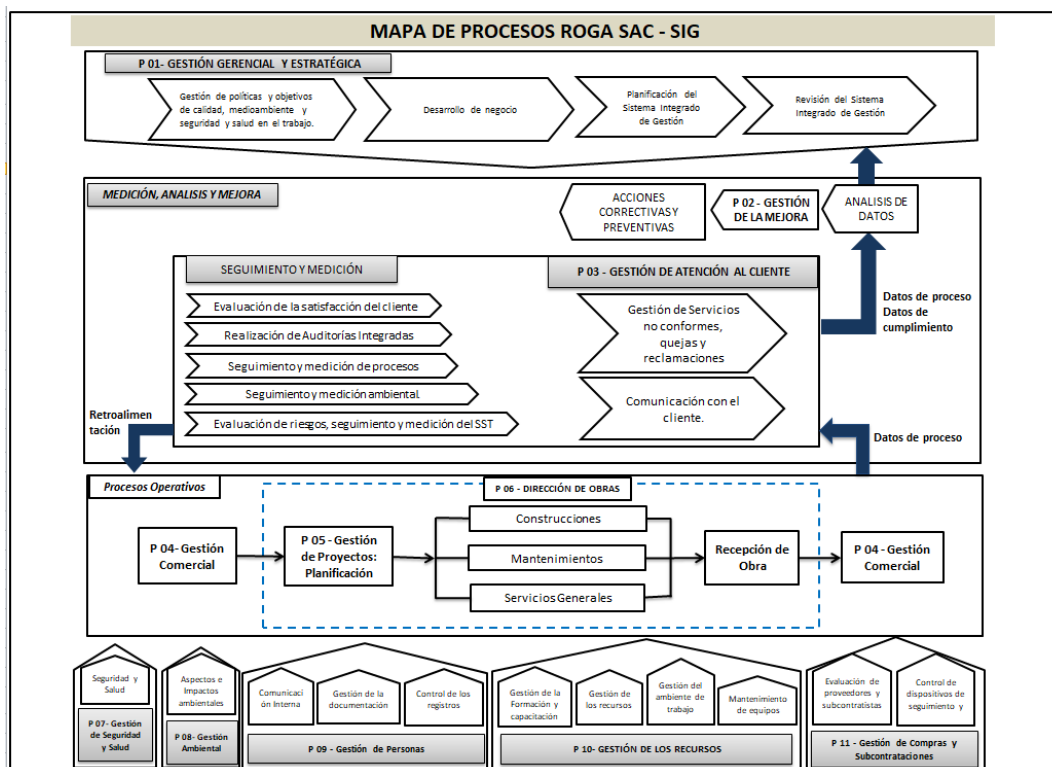 MAPA DE PROCESOS ROGA SAC - SIG
P 01- GESTIÓN GERENCIAL Y ESTRATÉGICA
Gestión de políticas y objetivos
de calidad, medioambiente y
seguridad y salud en el trabajo.
Desarrollo de negocio
Planificación del
Sistema Integrado
de Gestión
Revisión del Sistema
Integrado de Gestión
MEDICIÓN, ANALISIS Y MEJORA
ACCIONES
CORRECTIVAS Y
PREVENTIVAS
P 02 - GESTIÓN
DE LA MEJORA
ANALISIS DE
DATOS
SEGUIMIENTO Y MEDICIÓN
Evaluación de la satisfacción del cliente
Realización de Auditorías Integradas
Seguimiento y medición de procesos
Seguimiento y medición ambiental.
Evaluación de riesgos, seguimiento y medición del SST
P 03 - GESTIÓN DE ATENCIÓN AL CLIENTE
Gestión de Servicios
no conformes,
quejas y
reclamaciones
Comunicación con el
cliente.
Datos de proceso
Datos de
cumplimiento
Retroalimen
tación
Datos de proceso
Procesos Operativos
P 06 - DIRECCIÓN DE OBRAS
P 04- Gestión
Comercial
P 05 - Gestión
de Proyectos:
Planificación
Construcciones
Mantenimientos
Servicios Generales
Recepción de
Obra
P 04 - Gestión
Comercial
Seguridad y
Salud
P 07- Gestión
de Seguridad
y Salud
Aspectos e
Impactos
ambientales
P 08- Gestión
Ambiental
Comunicaci
ón Interna
Gestión de la
documentación
Control de los
registros
P 09 - Gestión de Personas
Gestión de la
Formación y
capacitación
Gestión de
los recursos
Gestión del
ambiente de
trabajo
Mantenimiento
de equipos
P 10- GESTIÓN DE LOS RECURSOS
Evaluación de
proveedores y
subcontratistas
Control de
dispositivos de
seguimiento y
P 11 - Gestión de Compras y
Subcontrataciones